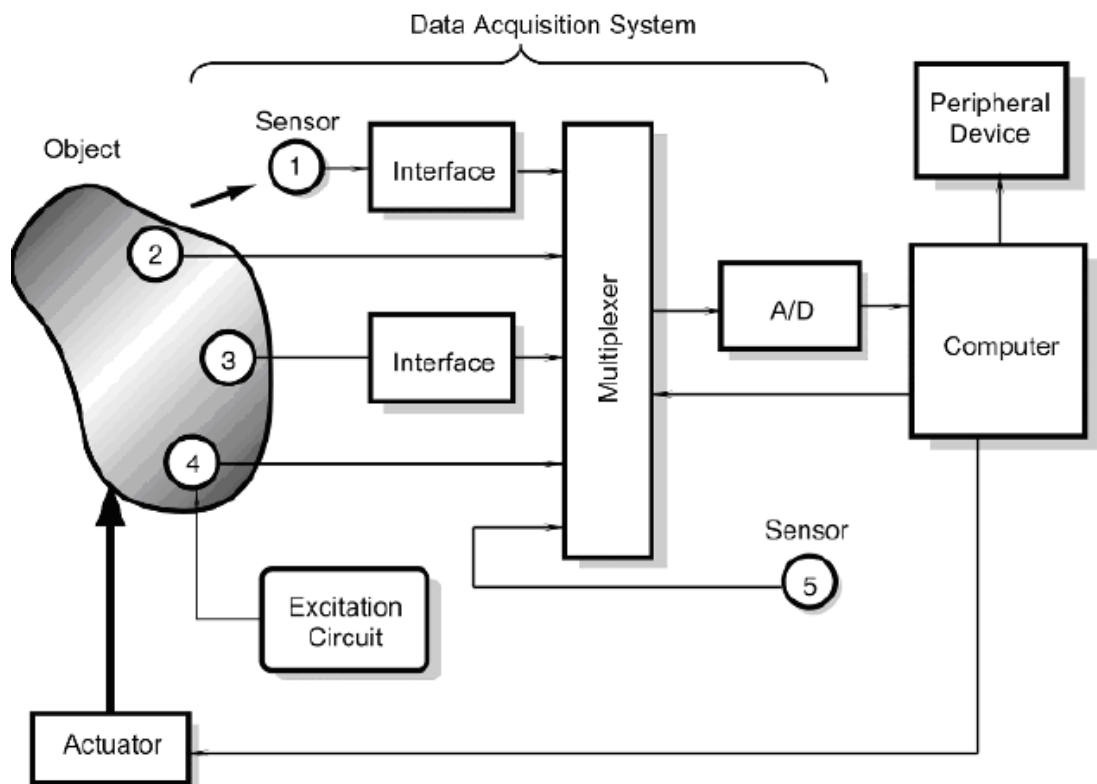 Data Acquisition System
Peripheral
Device
Sensor
Object
1
Interface
2
Multiplexer
A/D
3
Interface
Computer
4
Sensor
5
Excitation
Circuit
Actuator